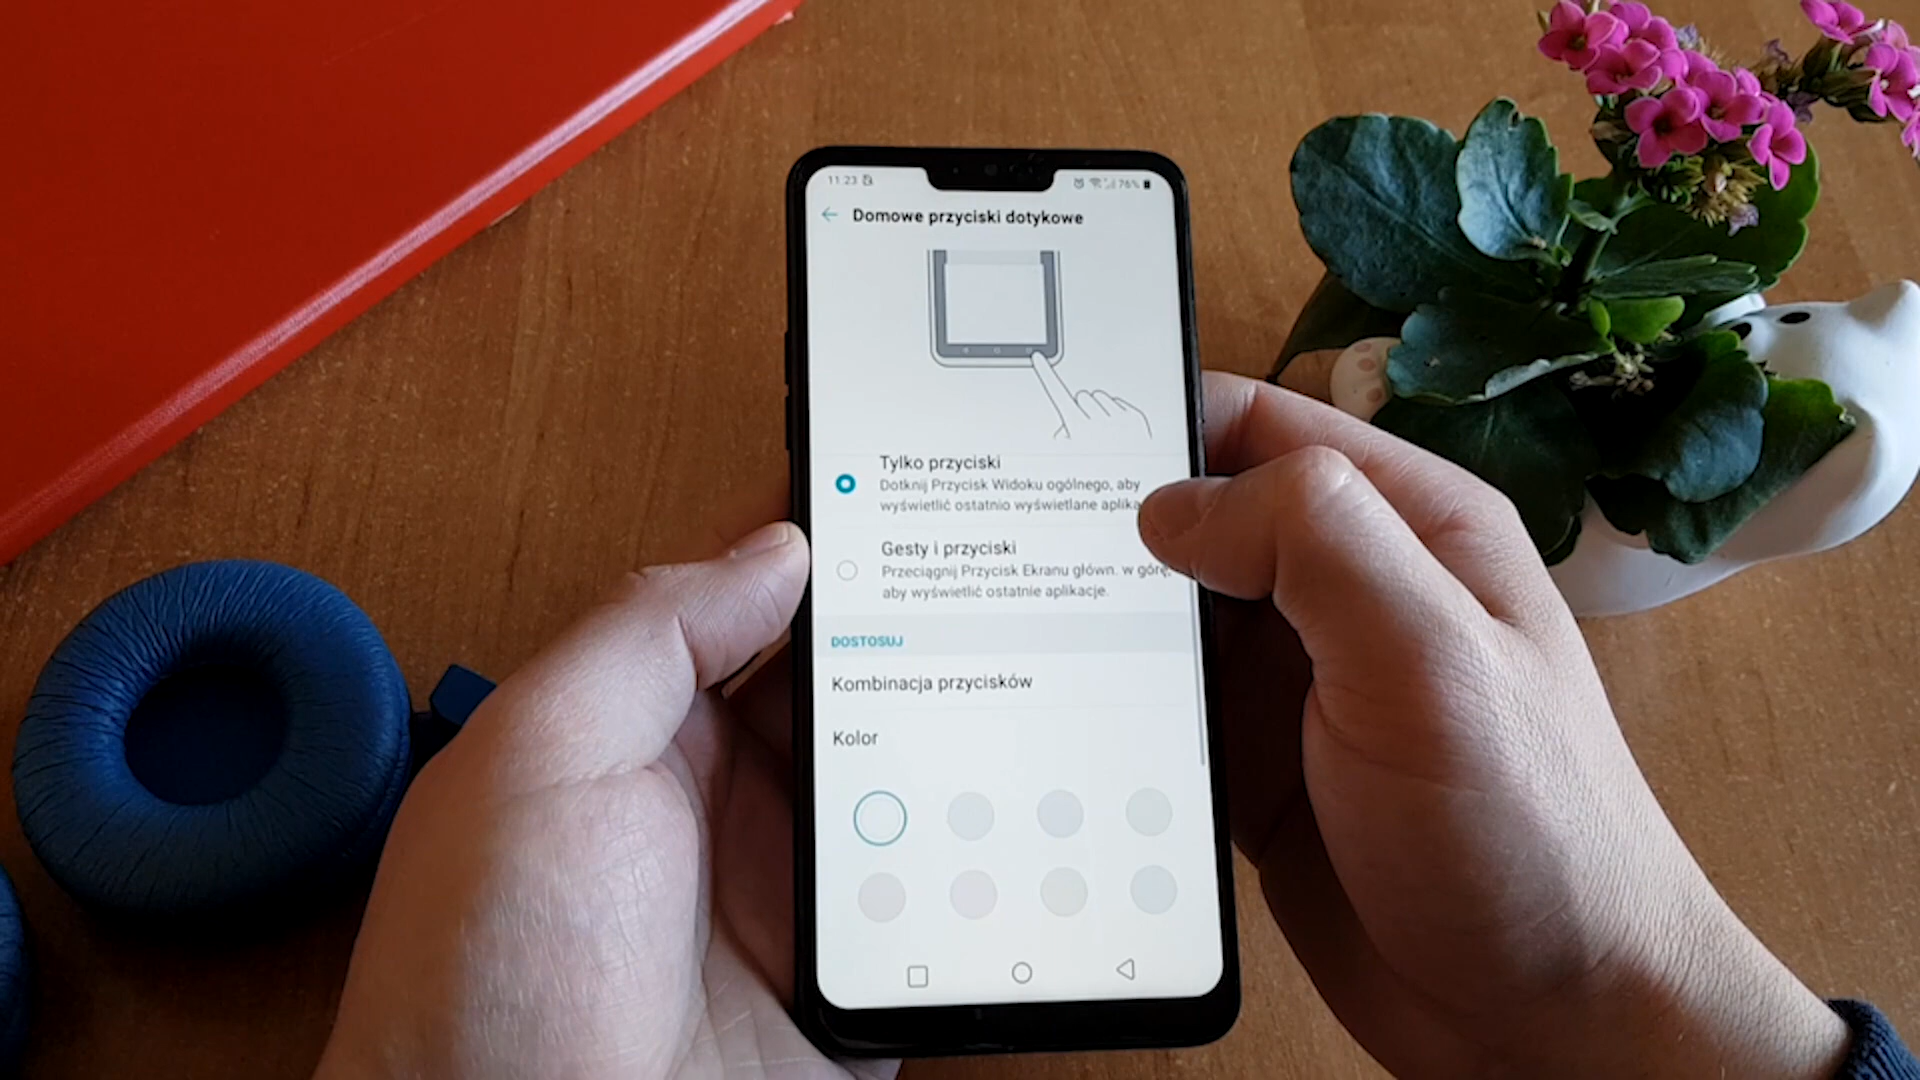 11:23 76%
Domowe przyciski dotykowe
Tylko przyciski
Dotknij Przycisk Widoku ogólnego, aby
wyświetlić ostatnio wyświetlane aplika
Gesty i przyciski
Przeciągnij Przycisk Ekranu główn. w górę,
aby wyświetlić ostatnie aplikacje.
DOSTOSUJ
Kombinacja przycisków
Kolor